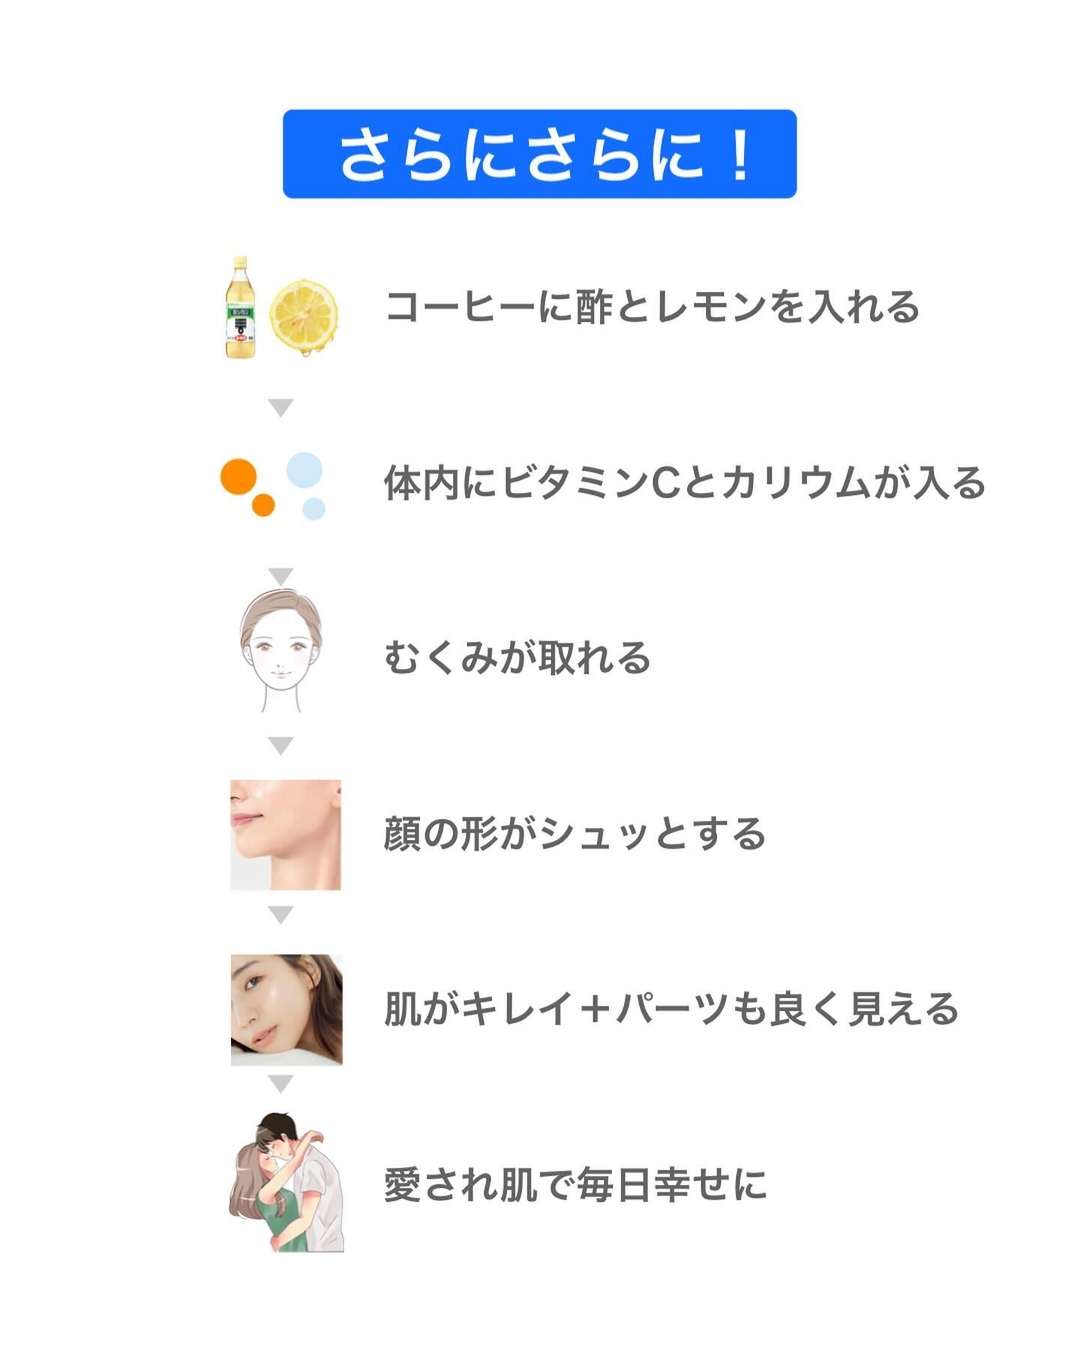 さらにさらに！
コーヒーに酢とレモンを入れる
体内にビタミンCとカリウムが入る
むくみが取れる
顔の形がシュッとする
肌がキレイ＋パーツも良く見える
愛され肌で毎日幸せに